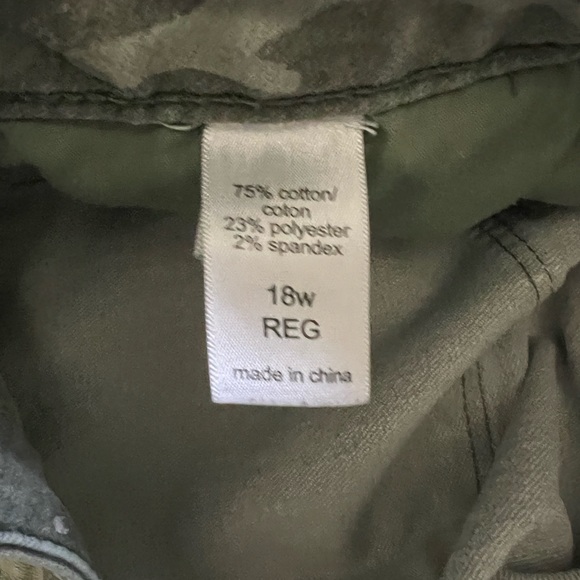 75% cotton/
coton
23% polyester
2% spandex
18w
REG
made in china